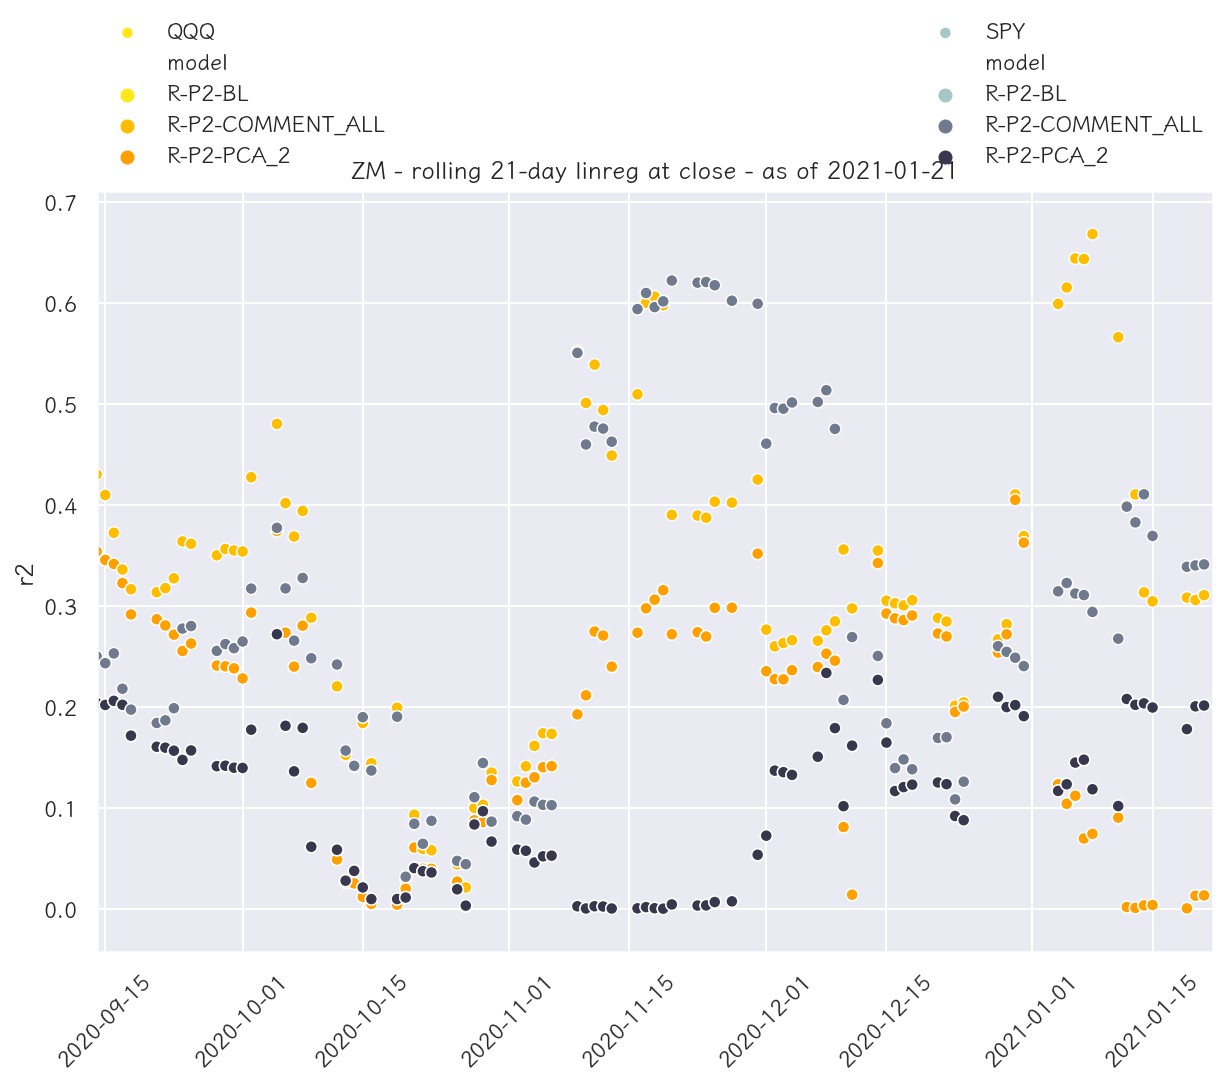 QQQ
model
R-P2-BL
R-P2-COMMENT_ALL
R-P2-PCA_2
SPY
model
R-P2-BL
R-P2-COMMENT_ALL
R-P2-PCA_2
ZM - rolling 21-day linreg at close - as of 2021-01-21
0.7
0.6
0.5
0.4
0.3
0.2
0.1
0.0
r2
2020-09-15
2020-10-01
2020-10-15
2020-11-01
2020-11-15
2020-12-01
2020-12-15
2021-01-01
2021-01-15